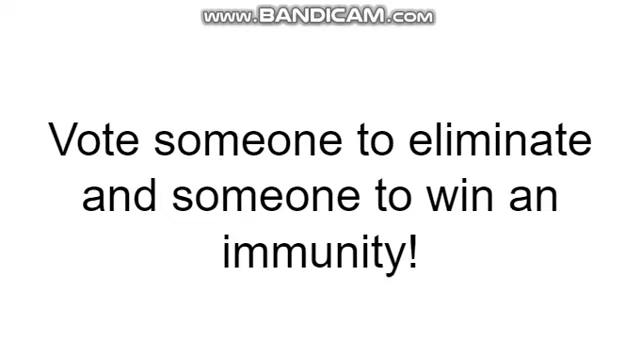 www.BANDICAM.com
Vote someone to eliminate
and someone to win an
immunity!